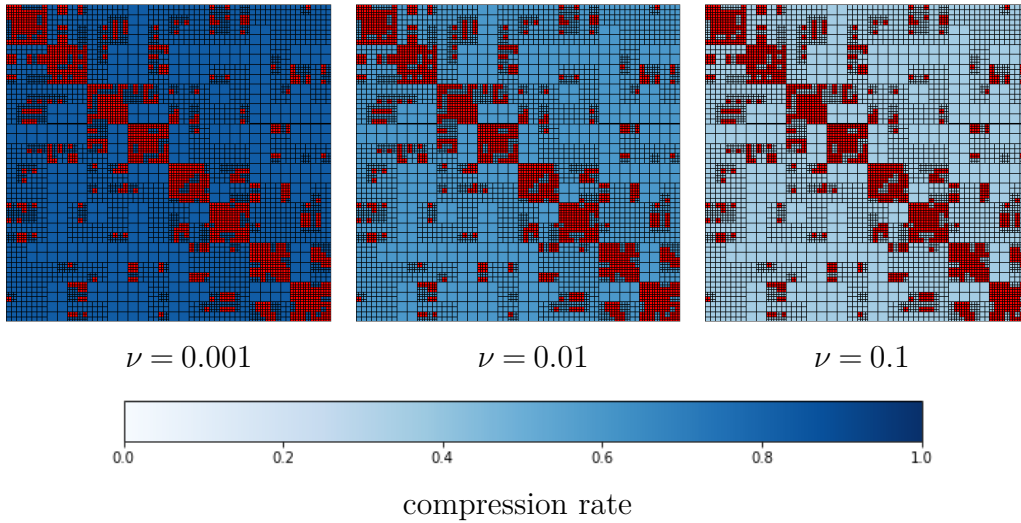 ν = 0.001 ν = 0.01 ν = 0.1
0.0 0.2 0.4 0.6 0.8 1.0
compression rate